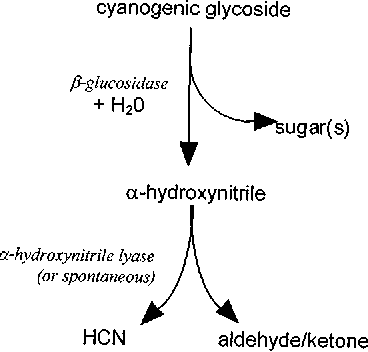 cyanogenic glycoside
β-glucosidase
+ H₂0
sugar(s)
α-hydroxynitrile
α-hydroxynitrile lyase
(or spontaneous)
HCN
aldehyde/ketone